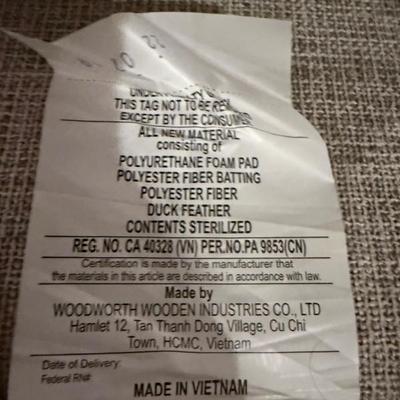 THIS TAG NOT TO BE REM
EXCEPT BY THE CONSUMER
ALL NEW MATERIAL
consisting of
POLYURETHANE FOAM PAD
POLYESTER FIBER BATTING
POLYESTER FIBER
DUCK FEATHER
CONTENTS STERILIZED
REG. NO. CA 40328 (VN) PER.NO.PA 9853(CN)
Certification is made by the manufacturer that
the materials in this article are described in accordance with law.
Made by
WOODWORTH WOODEN INDUSTRIES CO., LTD
Hamlet 12, Tan Thanh Dong Village, Cu Chi
Town, HCMC, Vietnam
Date of Delivery:
Federal RN#
MADE IN VIETNAM